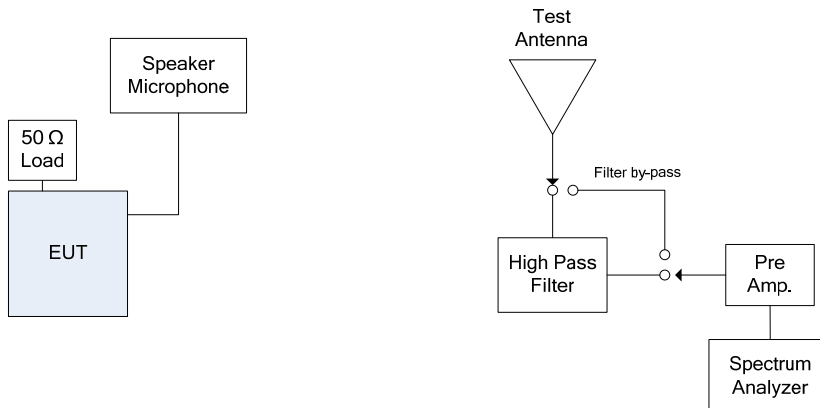 Test
Antenna
Speaker
Microphone
50 Ω
Load
Filter by-pass
EUT
High Pass
Filter
Pre
Amp.
Spectrum
Analyzer